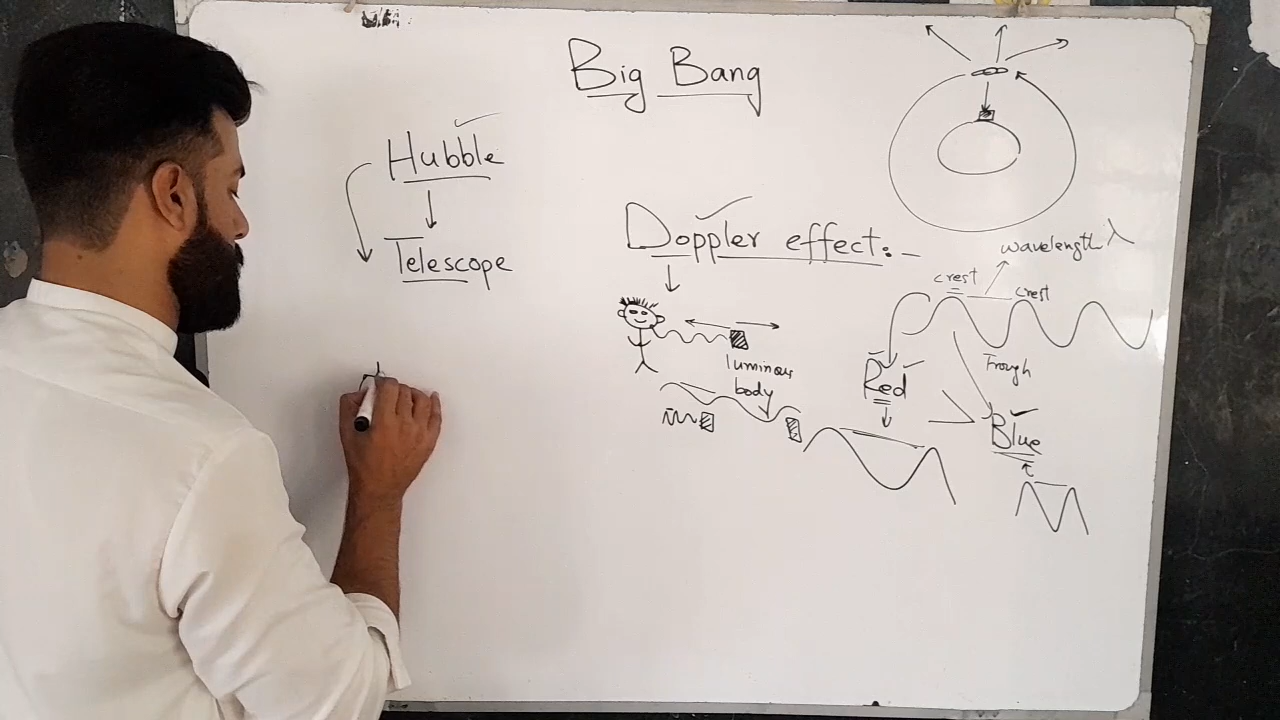 Big Bang
Hubble
Telescope
Doppler effect:-
wavelength λ
crest
crest
Trough
luminous
body
Red
Blue